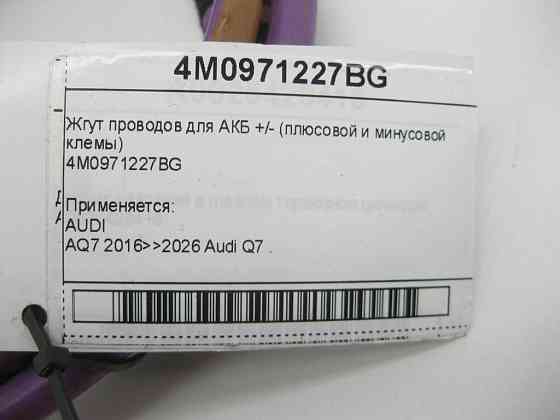 4M0971227BG
Жгут проводов для АКБ +/- (плюсовой и минусовой
клемы)
4M0971227BG
Применяется:
AUDI
AQ7 2016>>2026 Audi Q7